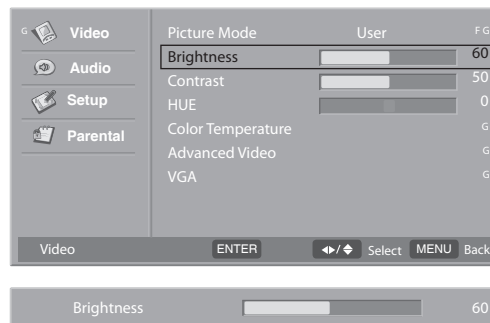 G Video
Audio
Setup
Parental
Picture Mode User F G
Brightness 60
Contrast 50
HUE 0
Color Temperature G
Advanced Video G
VGA G
Video ENTER / Select MENU Back
Brightness 60